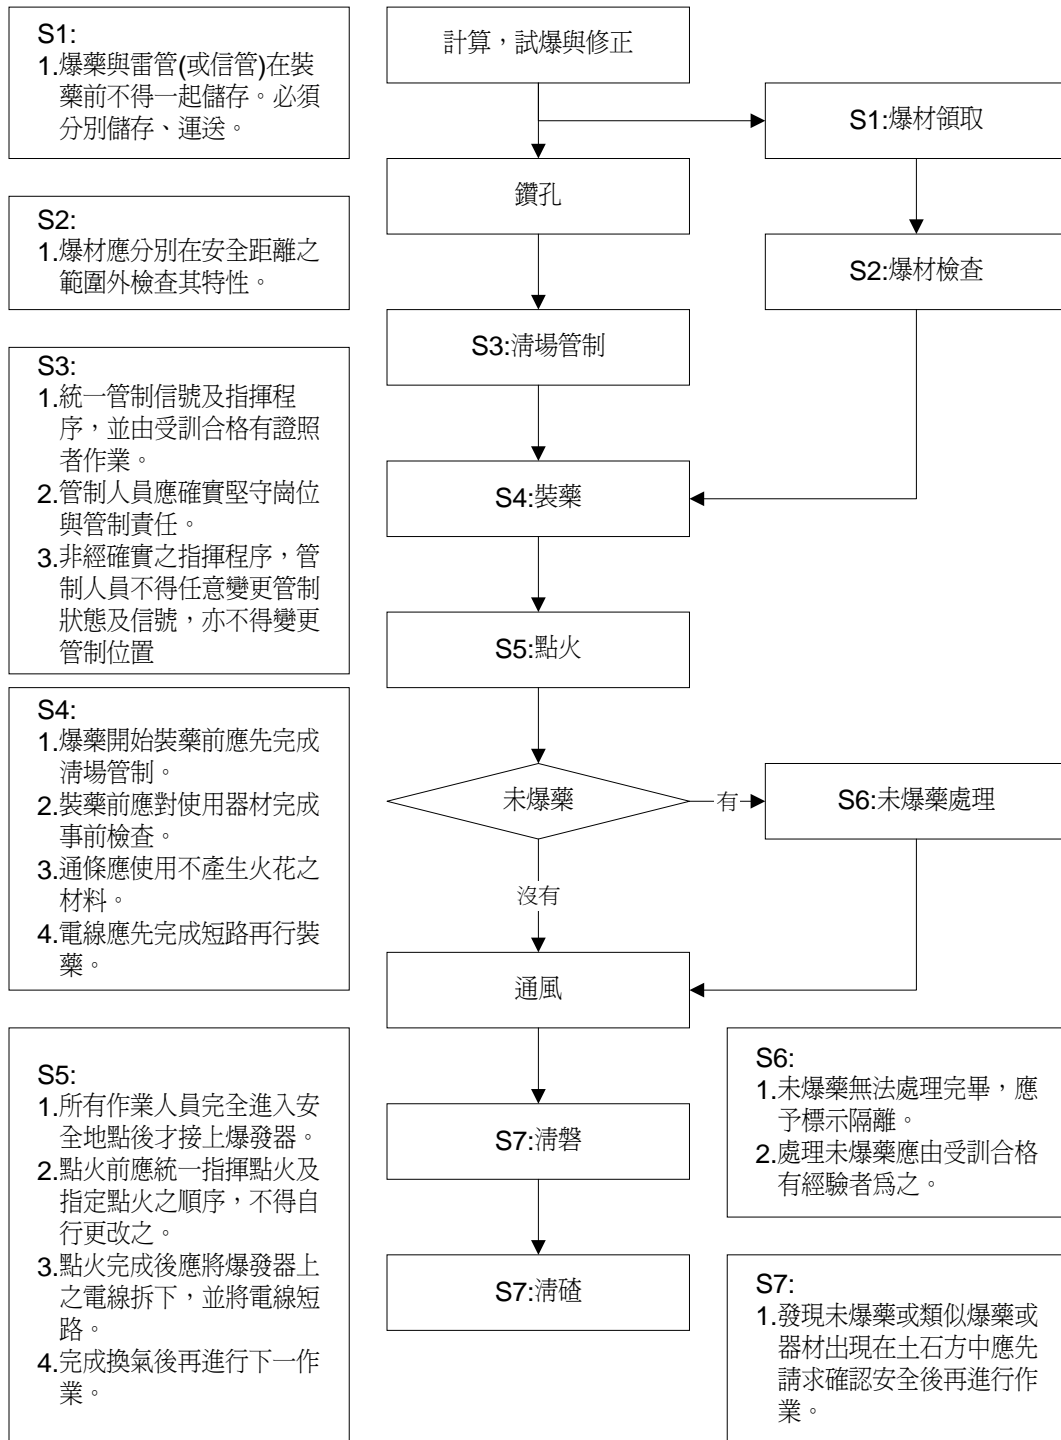 S1:
1.爆藥與雷管(或信管)在裝
藥前不得一起儲存。必須
分別儲存、運送。
S2:
1.爆材應分別在安全距離之
範圍外檢查其特性。
S3:
1.統一管制信號及指揮程
序，並由受訓合格有證照
者作業。
2.管制人員應確實堅守崗位
與管制責任。
3.非經確實之指揮程序，管
制人員不得任意變更管制
狀態及信號，亦不得變更
管制位置
S4:
1.爆藥開始裝藥前應先完成
清場管制。
2.裝藥前應對使用器材完成
事前檢查。
3.通條應使用不產生火花之
材料。
4.電線應先完成短路再行裝
藥。
S5:
1.所有作業人員完全進入安
全地點後才接上爆發器。
2.點火前應統一指揮點火及
指定點火之順序，不得自
行更改之。
3.點火完成後應將爆發器上
之電線拆下，並將電線短
路。
4.完成換氣後再進行下一作
業。
計算，試爆與修正
S1:爆材領取
鑽孔
S2:爆材檢查
S3:清場管制
S4:裝藥
S5:點火
未爆藥
有
S6:未爆藥處理
沒有
通風
S7:清磐
S7:清碴
S6:
1.未爆藥無法處理完畢，應
予標示隔離。
2.處理未爆藥應由受訓合格
有經驗者為之。
S7:
1.發現未爆藥或類似爆藥或
器材出現在土石方中應先
請求確認安全後再進行作
業。